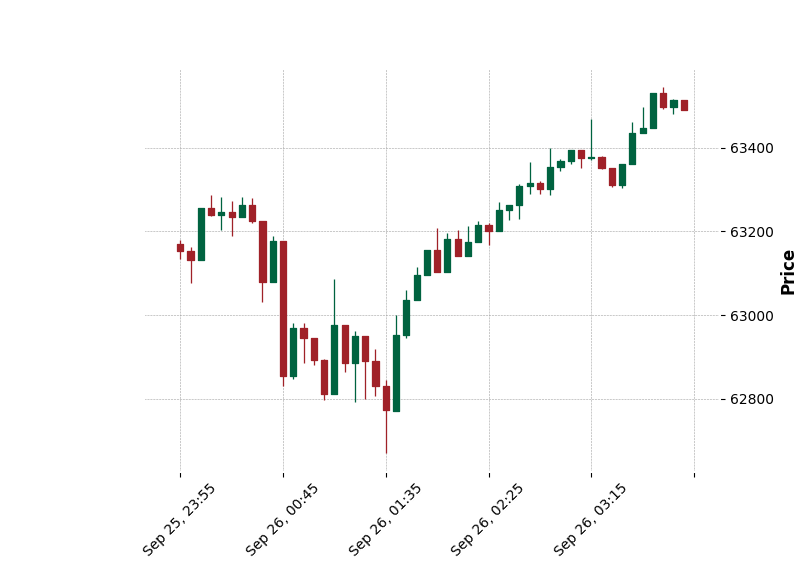 63400
63200
63000
62800
Price
Sep 25, 23:55
Sep 26, 00:45
Sep 26, 01:35
Sep 26, 02:25
Sep 26, 03:15